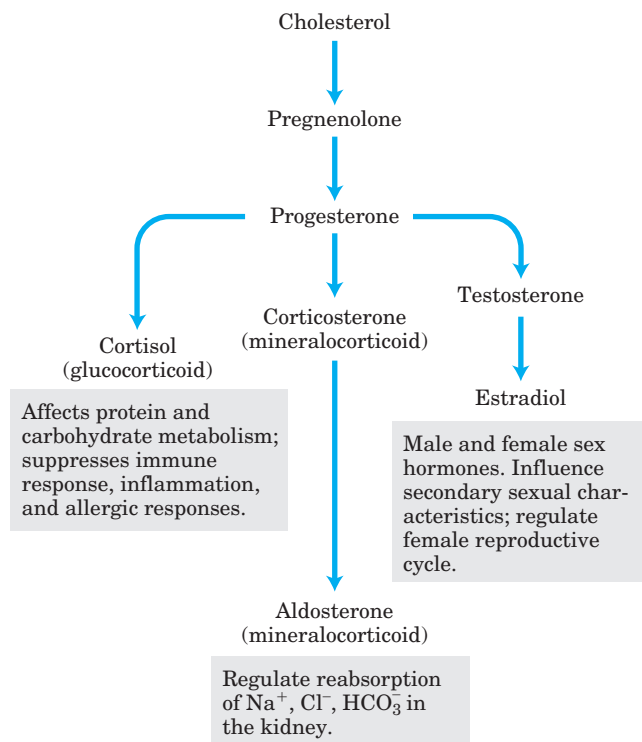 Cholesterol
Pregnenolone
Progesterone
Testosterone
Corticosterone
(mineralocorticoid)
Cortisol
(glucocorticoid)
Affects protein and
carbohydrate metabolism;
suppresses immune
response, inflammation,
and allergic responses.
Estradiol
Male and female sex
hormones. Influence
secondary sexual char-
acteristics; regulate
female reproductive
cycle.
Aldosterone
(mineralocorticoid)
Regulate reabsorption
of Na⁺, Cl⁻, HCO₃⁻ in
the kidney.